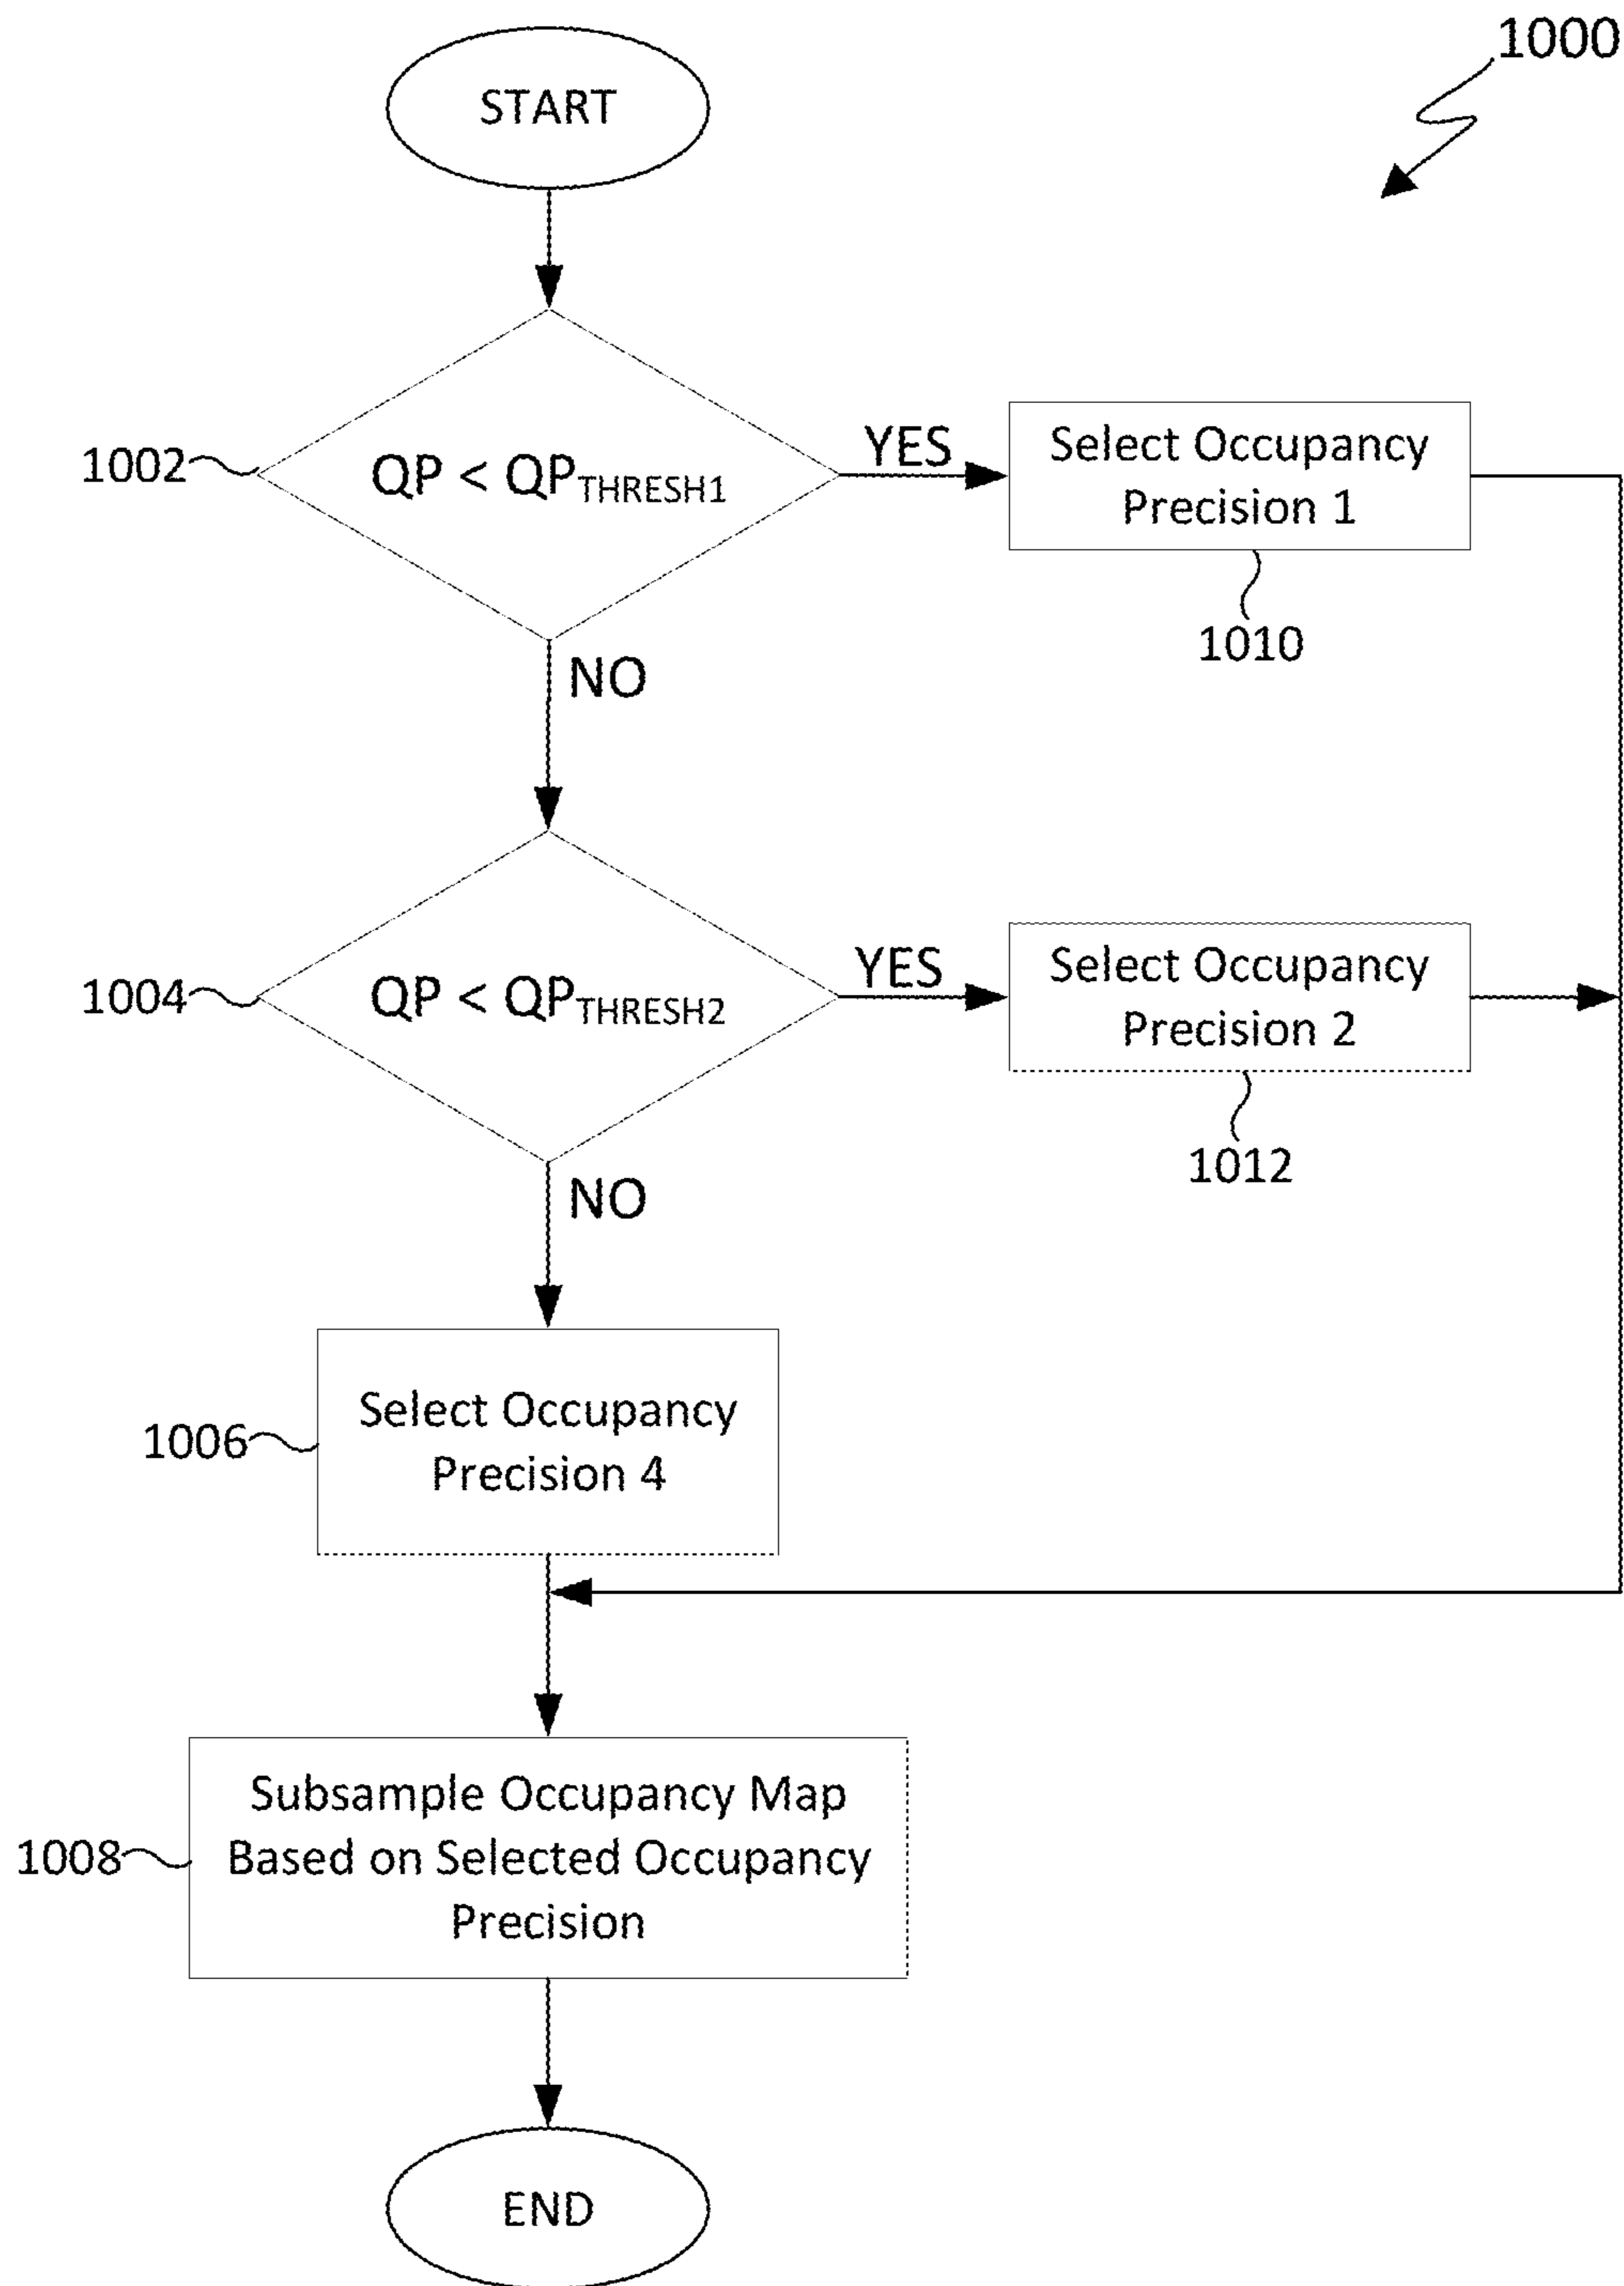 1000
START
1002
QP < QPTHRESH1
YES
Select Occupancy
Precision 1
1010
NO
1004
QP < QPTHRESH2
YES
Select Occupancy
Precision 2
1012
NO
1006
Select Occupancy
Precision 4
1008
Subsample Occupancy Map
Based on Selected Occupancy
Precision
END